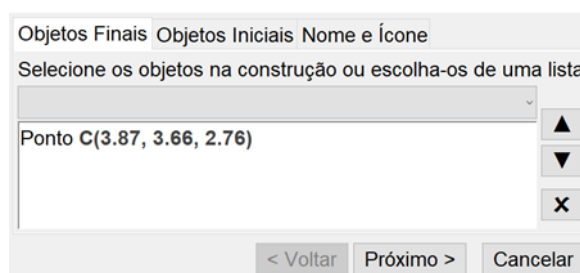 Objetos Finais Objetos Iniciais Nome e Ícone
Selecione os objetos na construção ou escolha-os de uma lista
Ponto C(3.87, 3.66, 2.76)
< Voltar Próximo > Cancelar